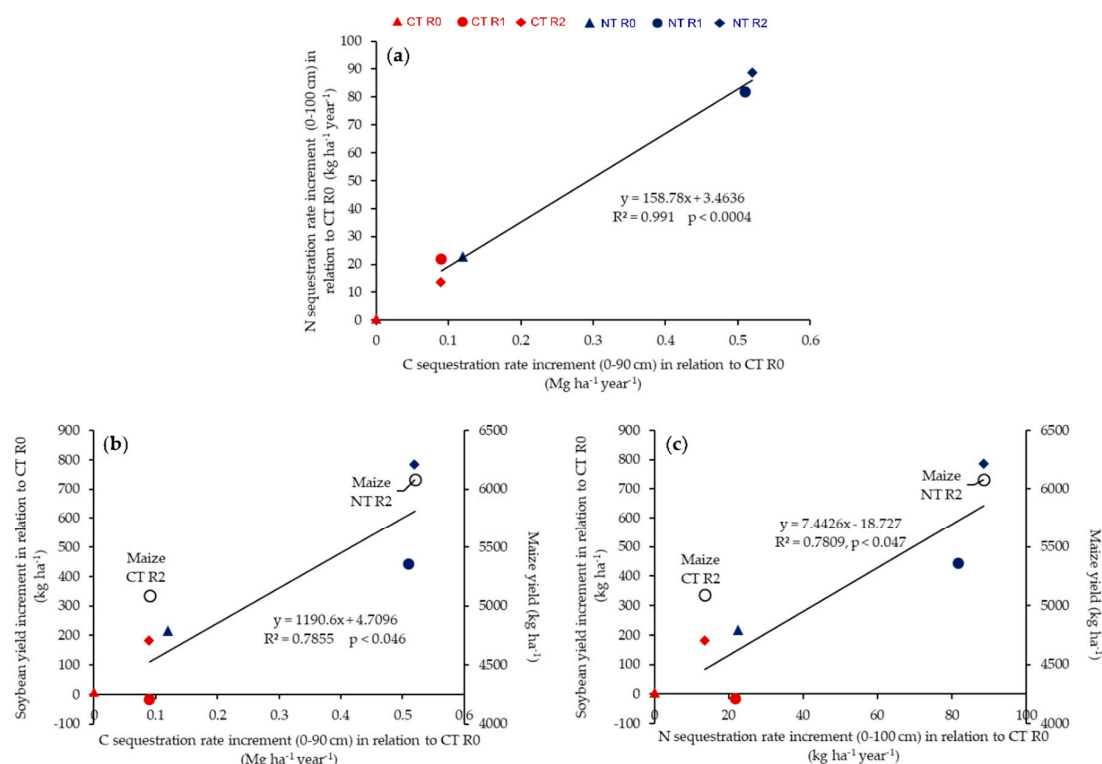 CT R0 CT R1 CT R2 NT R0 NT R1 NT R2
(a)
N sequestration rate increment (0-100 cm) in
relation to CT R0 (kg ha⁻¹ year⁻¹)
100
90
80
70
60
50
40
30
20
10
0
y = 158.78x + 3.4636
R² = 0.991 p < 0.0004
0 0.1 0.2 0.3 0.4 0.5 0.6
C sequestration rate increment (0-90 cm) in relation to CT R0
(Mg ha⁻¹ year⁻¹)
(b)
Soybean yield increment in relation to CT R0
(kg ha⁻¹)
900
800
700
600
500
400
300
200
100
0
-100
Maize
NT R2
Maize
CT R2
y = 1190.6x + 4.7096
R² = 0.7855 p < 0.046
6500
6000
5500
5000
4500
4000
Maize yield (kg ha⁻¹)
0 0.1 0.2 0.3 0.4 0.5 0.6
C sequestration rate increment (0-90 cm) in relation to CT R0
(Mg ha⁻¹ year⁻¹)
(c)
Soybean yield increment in relation to CT R0
(kg ha⁻¹)
900
800
700
600
500
400
300
200
100
0
-100
Maize
NT R2
y = 7.4426x - 18.727
R² = 0.7809, p < 0.047
Maize
CT R2
6500
6000
5500
5000
4500
4000
Maize yield (kg ha⁻¹)
0 20 40 60 80 100
N sequestration rate increment (0-100 cm) in relation to CT R0
(kg ha⁻¹ year⁻¹)